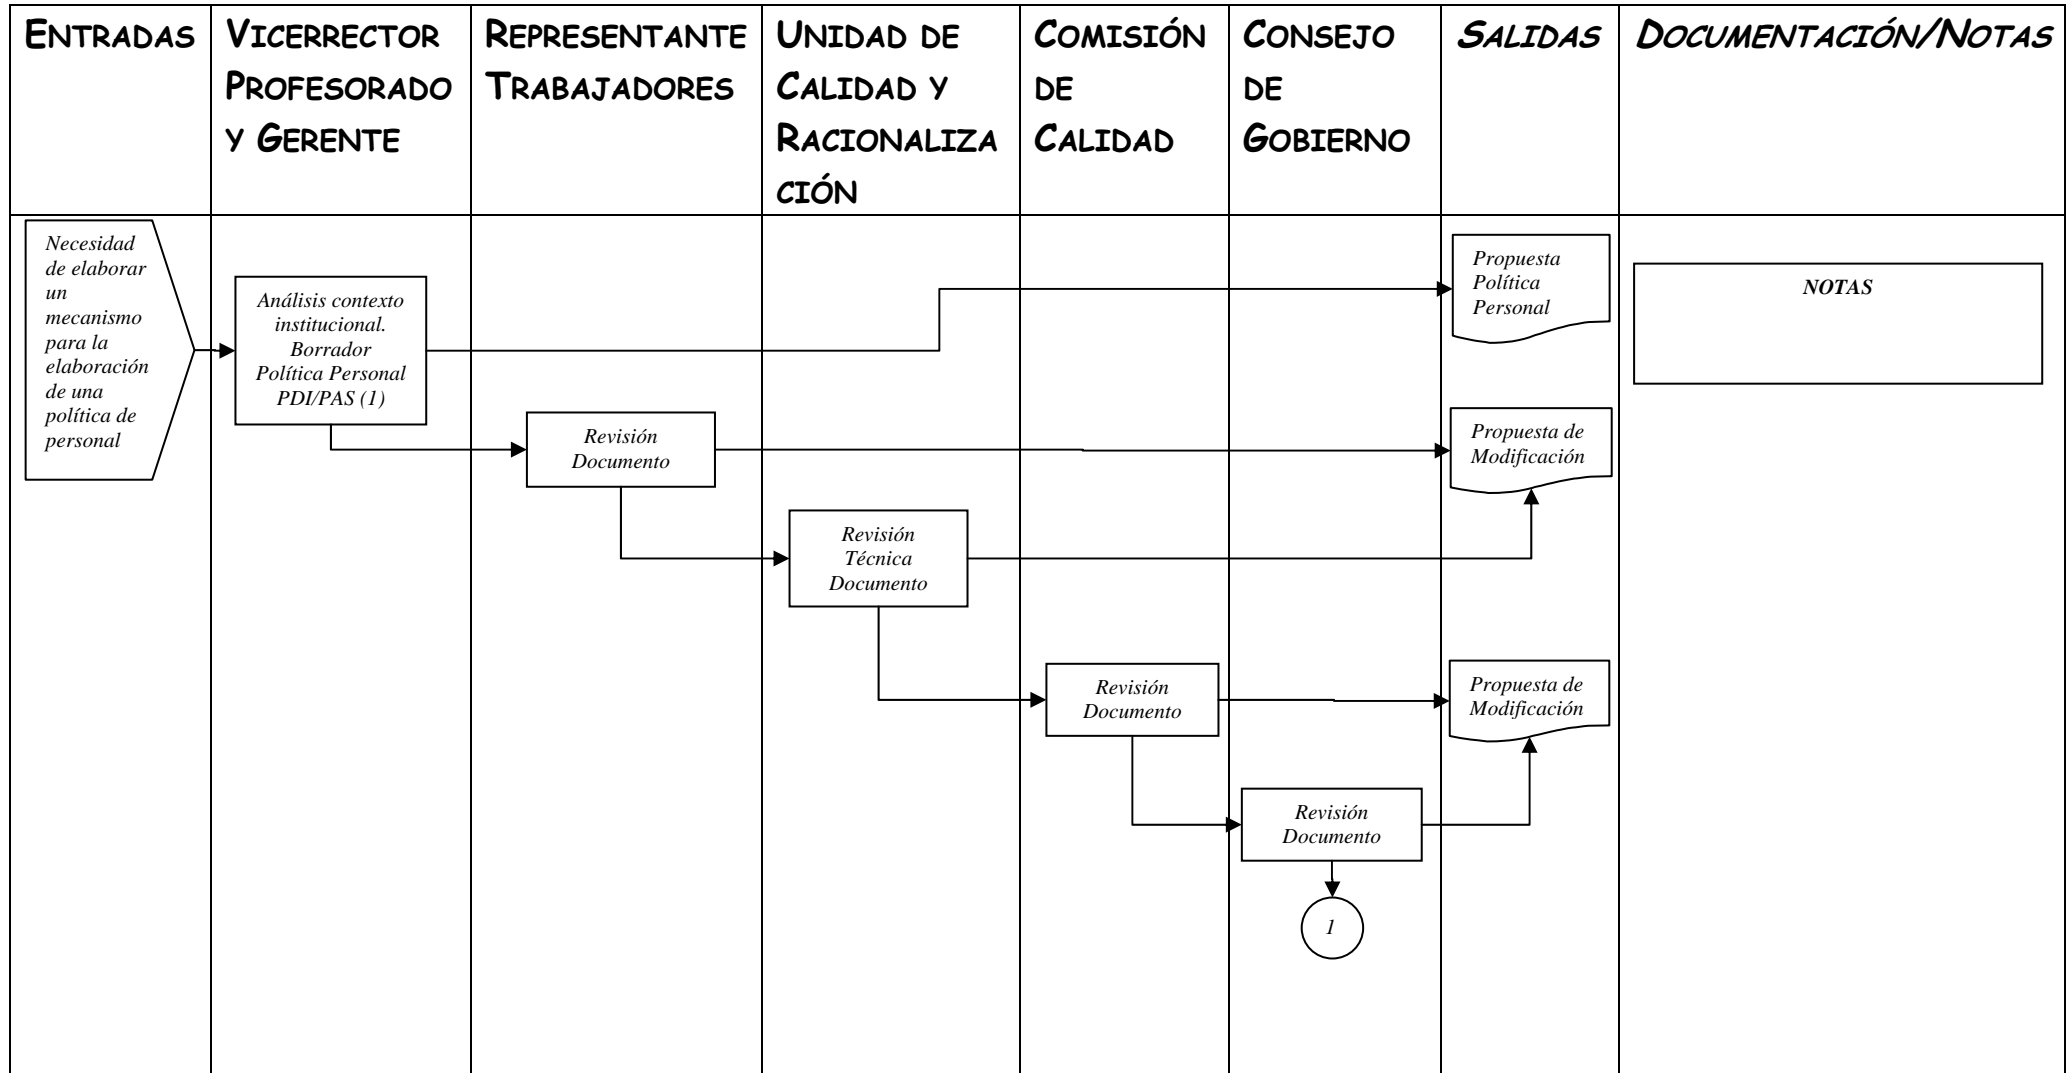 ENTRADAS
VICERRECTOR
PROFESORADO
Y GERENTE
REPRESENTANTE
TRABAJADORES
UNIDAD DE
CALIDAD Y
RACIONALIZA
CIÓN
COMISIÓN
DE
CALIDAD
CONSEJO
DE
GOBIERNO
SALIDAS
DOCUMENTACIÓN/NOTAS
Necesidad
de elaborar
un
mecanismo
para la
elaboración
de una
política de
personal
Análisis contexto
institucional.
Borrador
Política Personal
PDI/PAS (1)
Propuesta
Política
Personal
NOTAS
Revisión
Documento
Propuesta de
Modificación
Revisión
Técnica
Documento
Revisión
Documento
Propuesta de
Modificación
Revisión
Documento
1